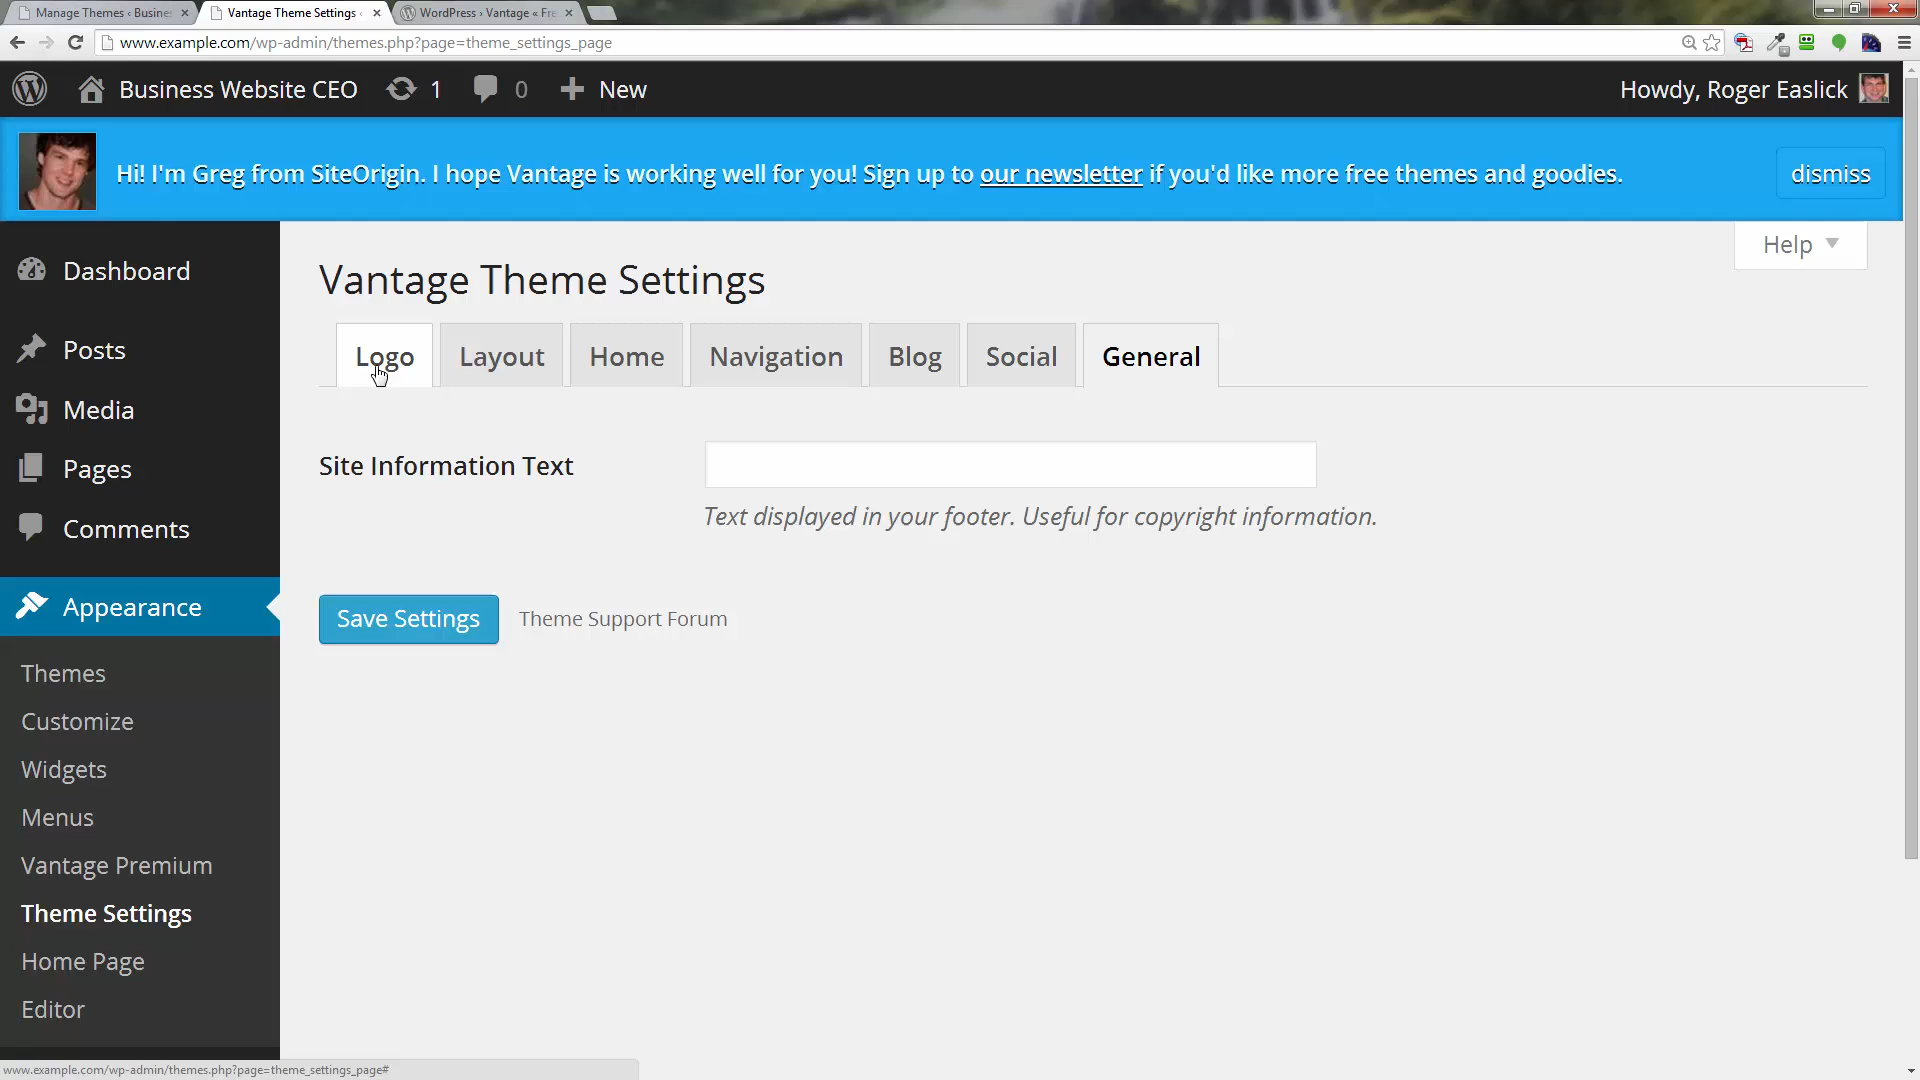 Manage Themes ‹ Busine
Vantage Theme Settings ‹
WordPress › Vantage « Fre
www.example.com/wp-admin/themes.php?page=theme_settings_page
Business Website CEO
1
0
New
Howdy, Roger Easlick
Hi! I'm Greg from SiteOrigin. I hope Vantage is working well for you! Sign up to our newsletter if you'd like more free themes and goodies.
dismiss
Help
Dashboard
Posts
Media
Pages
Comments
Appearance
Themes
Customize
Widgets
Menus
Vantage Premium
Theme Settings
Home Page
Editor
Vantage Theme Settings
Logo
Layout
Home
Navigation
Blog
Social
General
Site Information Text
Text displayed in your footer. Useful for copyright information.
Save Settings
Theme Support Forum
www.example.com/wp-admin/themes.php?page=theme_settings_page#